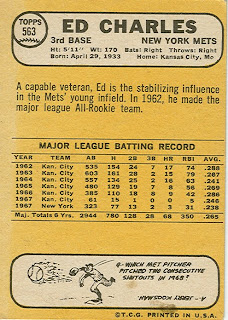 TOPPS
563
ED CHARLES
3rd BASE NEW YORK METS
Ht: 5'11" Wt: 170 Bats: Right Throws: Right
Born: April 29, 1933 Home: Kansas City, Mo
A capable veteran, Ed is the stabilizing influence
in the Mets' young infield. In 1962, he made the
major league All-Rookie team.
MAJOR LEAGUE BATTING RECORD
YEAR TEAM AB H 2B 3B HR RBI AVG.
1962 Kan. City 535 154 24 7 17 74 .288
1963 Kan. City 603 161 28 2 15 79 .267
1964 Kan. City 557 134 25 2 16 63 .241
1965 Kan. City 480 129 19 7 8 56 .269
1966 Kan. City 385 110 18 8 9 42 .286
1967 Kan. City 61 15 1 0 0 5 .246
1967 New York 323 77 13 2 3 31
Maj. Totals 6 Yrs. 2944 780 128 28 68 350 .265
Q-WHICH MET PITCHER
PITCHED TWO CONSECUTIVE
SHUTOUTS IN 1968?
A- JERRY KOOSMAN
© T.C.G. PRINTED IN U.S.A.